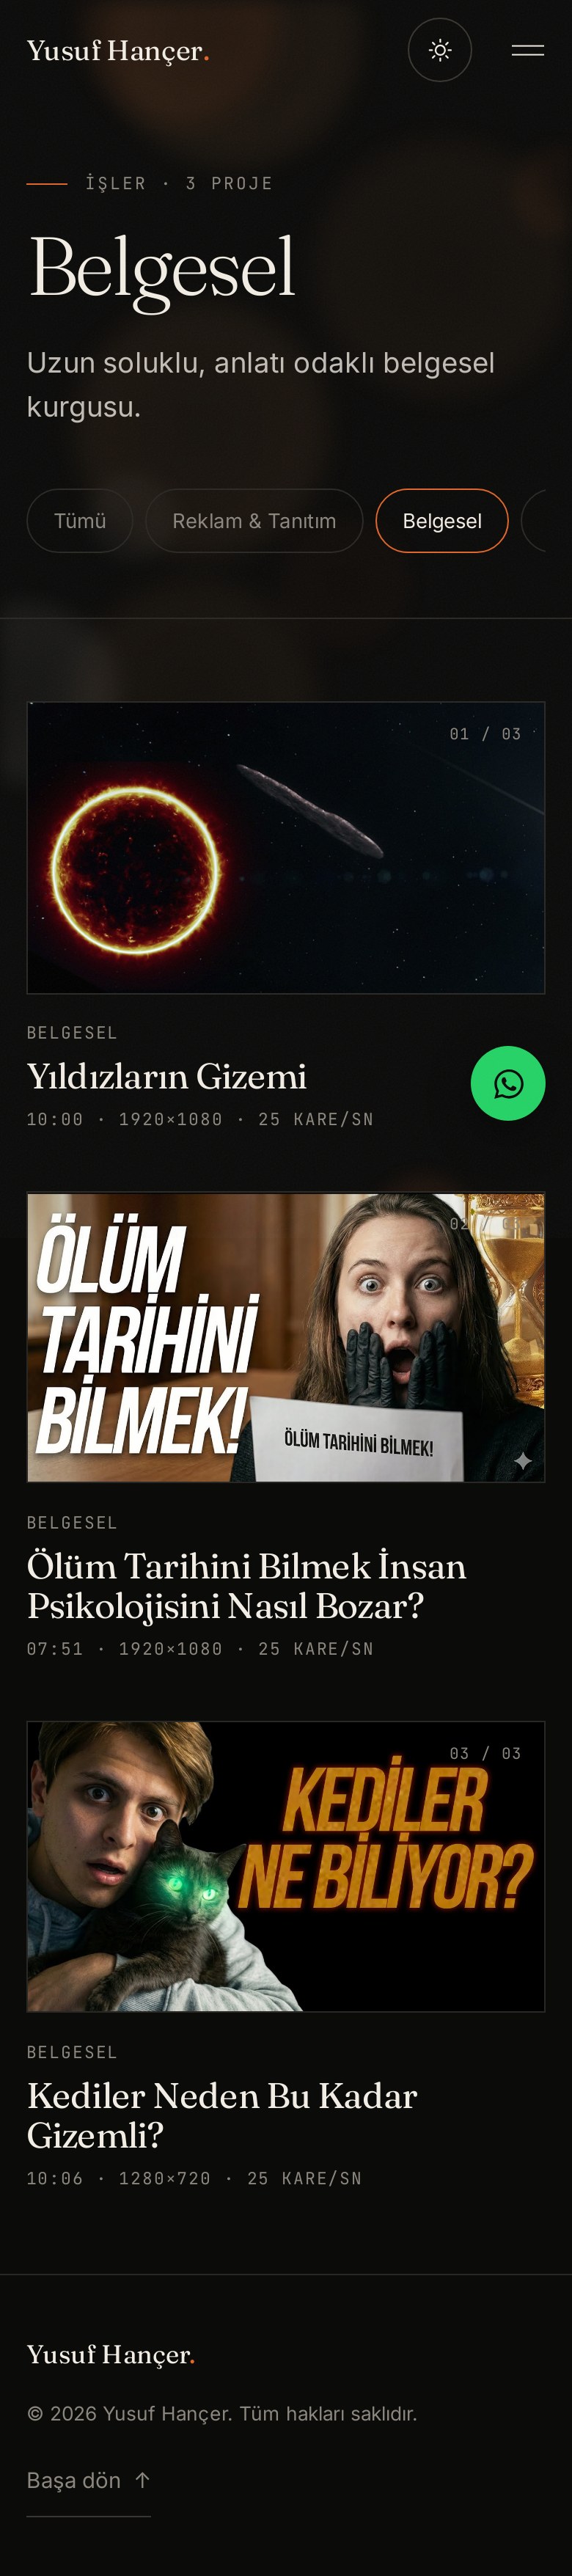 Yusuf Hançer.
İŞLER · 3 PROJE
Belgesel
Uzun soluklu, anlatı odaklı belgesel
kurgusu.
Tümü
Reklam & Tanıtım
Belgesel
01 / 03
BELGESEL
Yıldızların Gizemi
10:00 · 1920×1080 · 25 KARE/SN
02 / 03
ÖLÜM
TARİHİNİ
BİLMEK!
ÖLÜM TARİHİNİ BİLMEK!
BELGESEL
Ölüm Tarihini Bilmek İnsan
Psikolojisini Nasıl Bozar?
07:51 · 1920×1080 · 25 KARE/SN
03 / 03
KEDİLER
NE BİLİYOR?
BELGESEL
Kediler Neden Bu Kadar
Gizemli?
10:06 · 1280×720 · 25 KARE/SN
Yusuf Hançer.
© 2026 Yusuf Hançer. Tüm hakları saklıdır.
Başa dön ↑